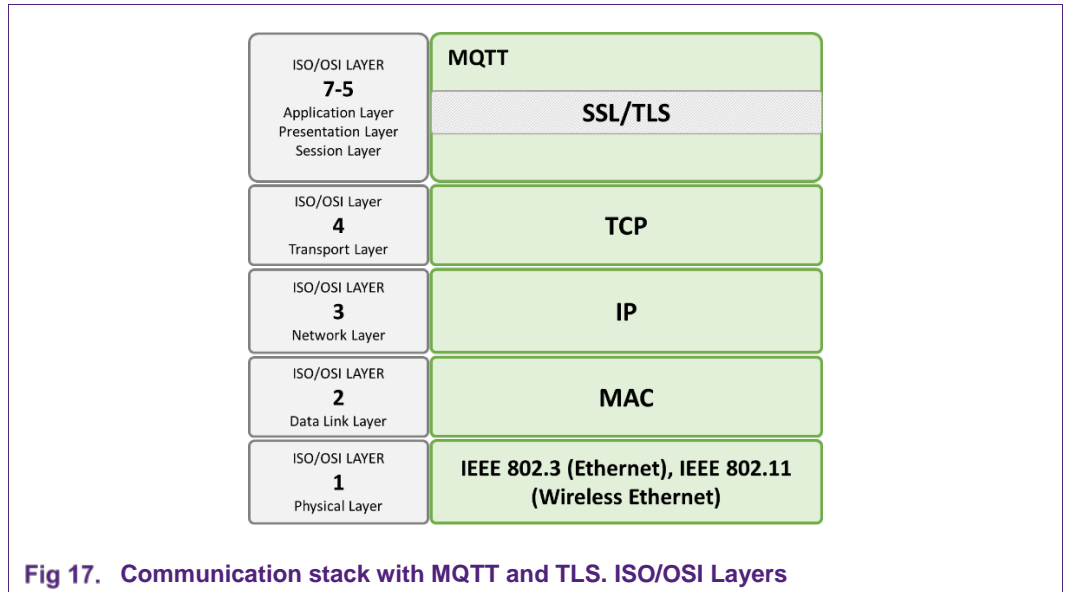 ISO/OSI LAYER
7-5
Application Layer
Presentation Layer
Session Layer
MQTT
SSL/TLS
ISO/OSI Layer
4
Transport Layer
TCP
ISO/OSI LAYER
3
Network Layer
IP
ISO/OSI LAYER
2
Data Link Layer
MAC
ISO/OSI LAYER
1
Physical Layer
IEEE 802.3 (Ethernet), IEEE 802.11
(Wireless Ethernet)
Fig 17. Communication stack with MQTT and TLS. ISO/OSI Layers